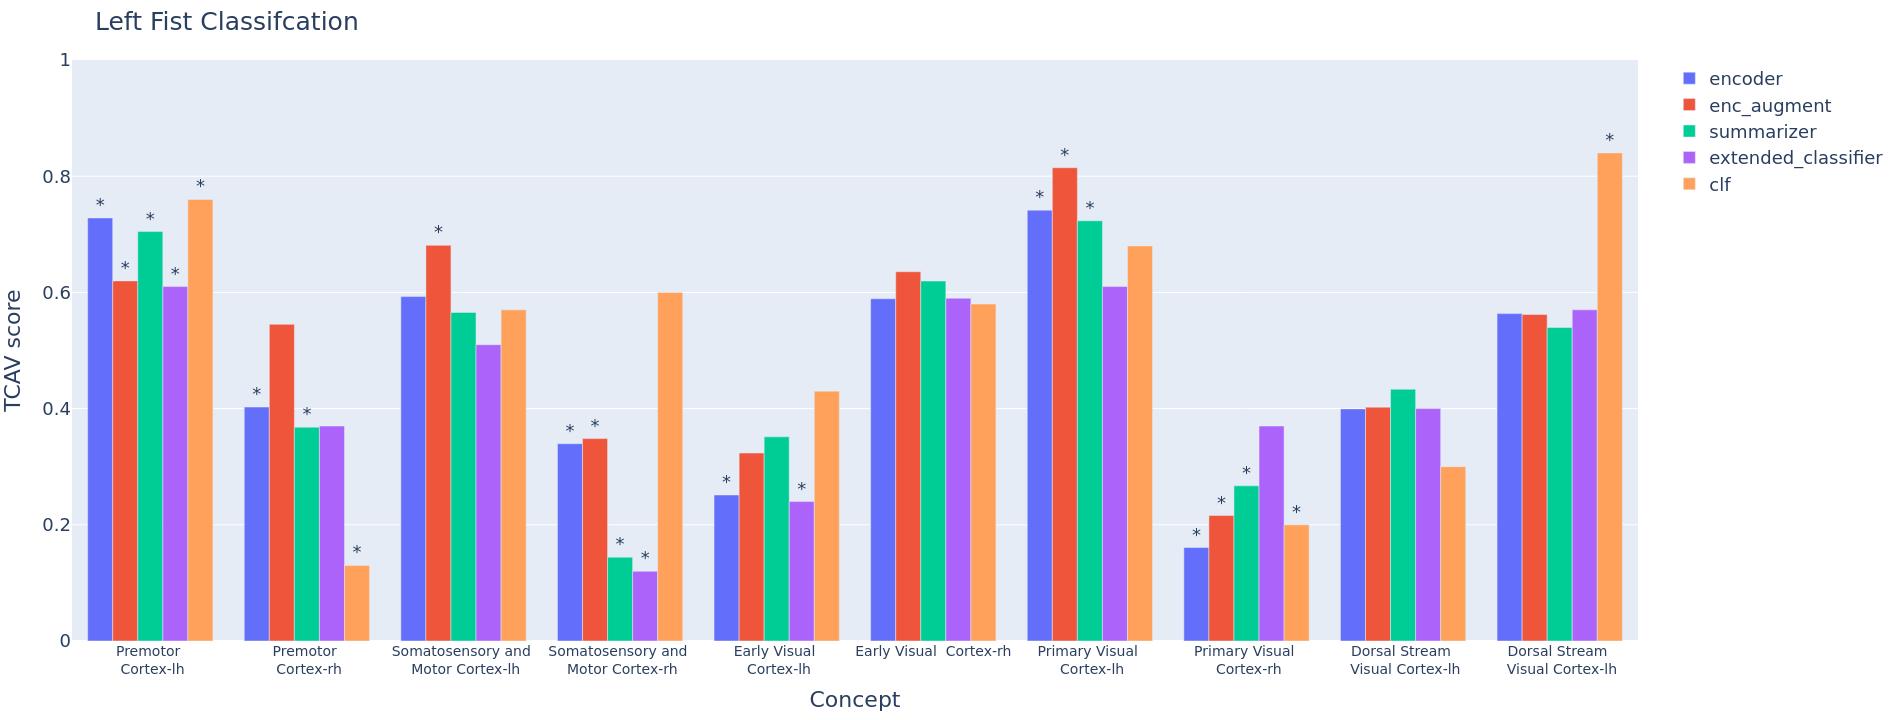 Left Fist Classifcation
1
0.8
0.6
0.4
0.2
0
TCAV score
* * * * *
* * *
*
* * * *
* *
* * *
* * * *
*
Premotor
Cortex-lh
Premotor
Cortex-rh
Somatosensory and
Motor Cortex-lh
Somatosensory and
Motor Cortex-rh
Early Visual
Cortex-lh
Early Visual  Cortex-rh
Primary Visual
Cortex-lh
Primary Visual
Cortex-rh
Dorsal Stream
Visual Cortex-lh
Dorsal Stream
Visual Cortex-lh
Concept
encoder
enc_augment
summarizer
extended_classifier
clf